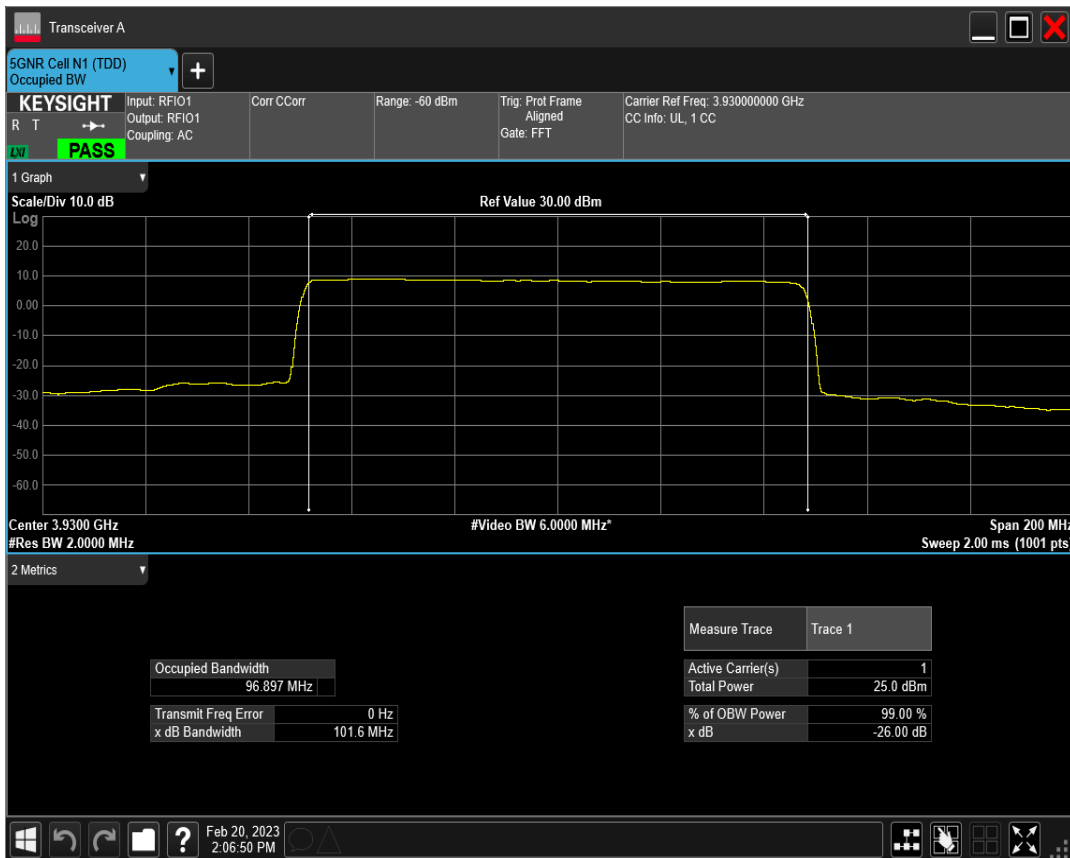 Transceiver A
5GNR Cell N1 (TDD)
Occupied BW
+
KEYSIGHT
R T
LXI
PASS
Input: RFIO1
Output: RFIO1
Coupling: AC
Corr CCorr
Range: -60 dBm
Trig: Prot Frame
Aligned
Gate: FFT
Carrier Ref Freq: 3.930000000 GHz
CC Info: UL, 1 CC
1 Graph
Scale/Div 10.0 dB
Ref Value 30.00 dBm
Log
20.0
10.0
0.00
-10.0
-20.0
-30.0
-40.0
-50.0
-60.0
Center 3.9300 GHz
#Video BW 6.0000 MHz*
Span 200 MHz
#Res BW 2.0000 MHz
Sweep 2.00 ms (1001 pts)
2 Metrics
Measure Trace Trace 1
Occupied Bandwidth
96.897 MHz
Active Carrier(s) 1
Total Power 25.0 dBm
Transmit Freq Error 0 Hz
x dB Bandwidth 101.6 MHz
% of OBW Power 99.00 %
x dB -26.00 dB
?
Feb 20, 2023
2:06:50 PM